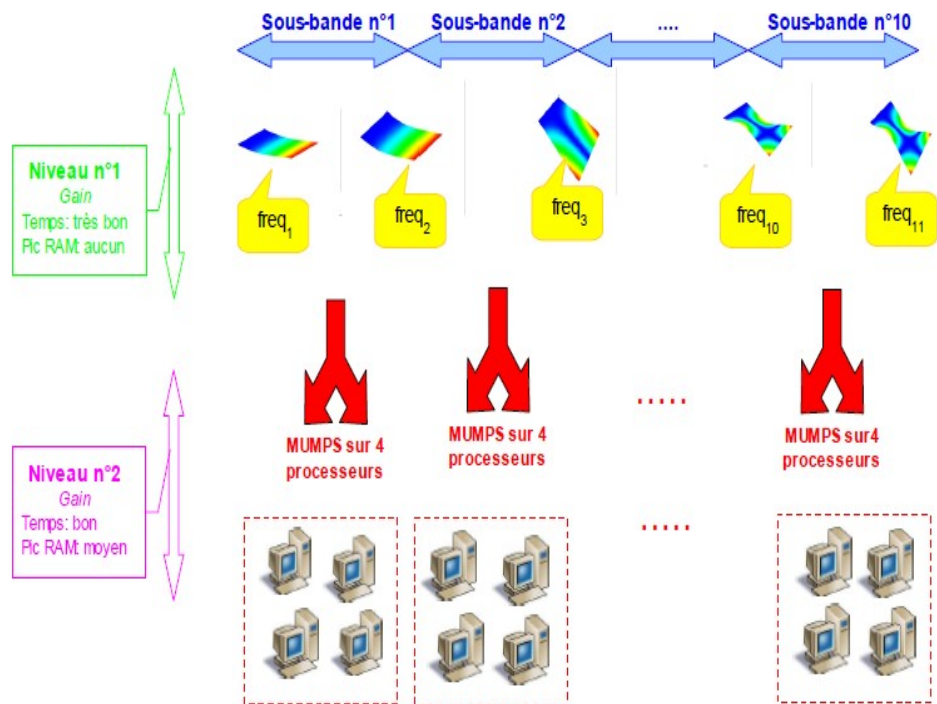 Sous-bande n°1
Sous-bande n°2
....
Sous-bande n°10
Niveau n°1
Gain
Temps: très bon
Pic RAM: aucun
freq1
freq2
freq3
freq10
freq11
MUMPS sur 4
processeurs
MUMPS sur 4
processeurs
.....
MUMPS sur4
processeurs
Niveau n°2
Gain
Temps: bon
Pic RAM: moyen
.....